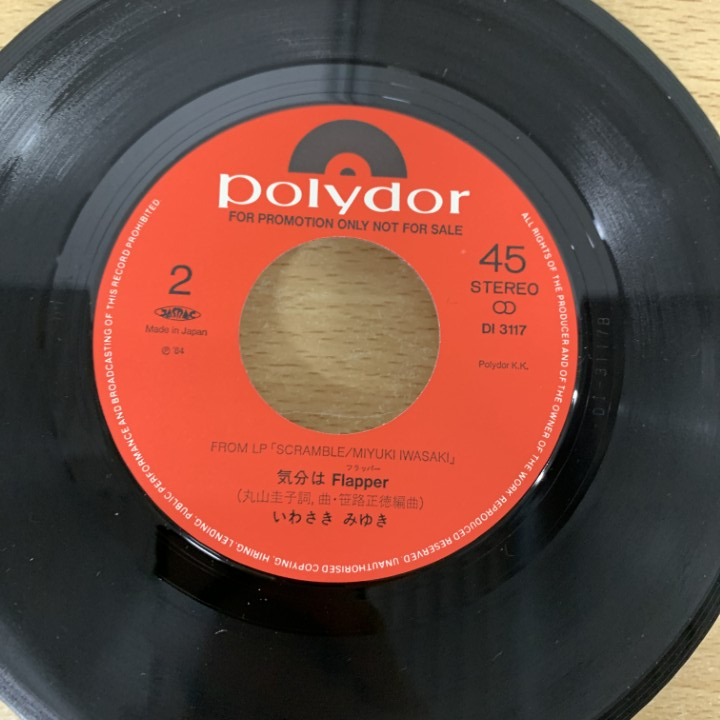 polydor
FOR PROMOTION ONLY NOT FOR SALE
2
JASRAC
Made in Japan
℗ '84
45
STEREO
DI 3117
Polydor K.K.
FROM LP「SCRAMBLE/MIYUKI IWASAKI」
フラッパー
気分は Flapper
(丸山圭子詞,曲・笹路正徳編曲)
いわさき みゆき
ALL RIGHTS OF THE PRODUCER AND OF THE OWNER OF THE WORK REPRODUCED RESERVED. UNAUTHORISED COPYING, HIRING, LENDING, PUBLIC PERFORMANCE AND BROADCASTING OF THIS RECORD PROHIBITED